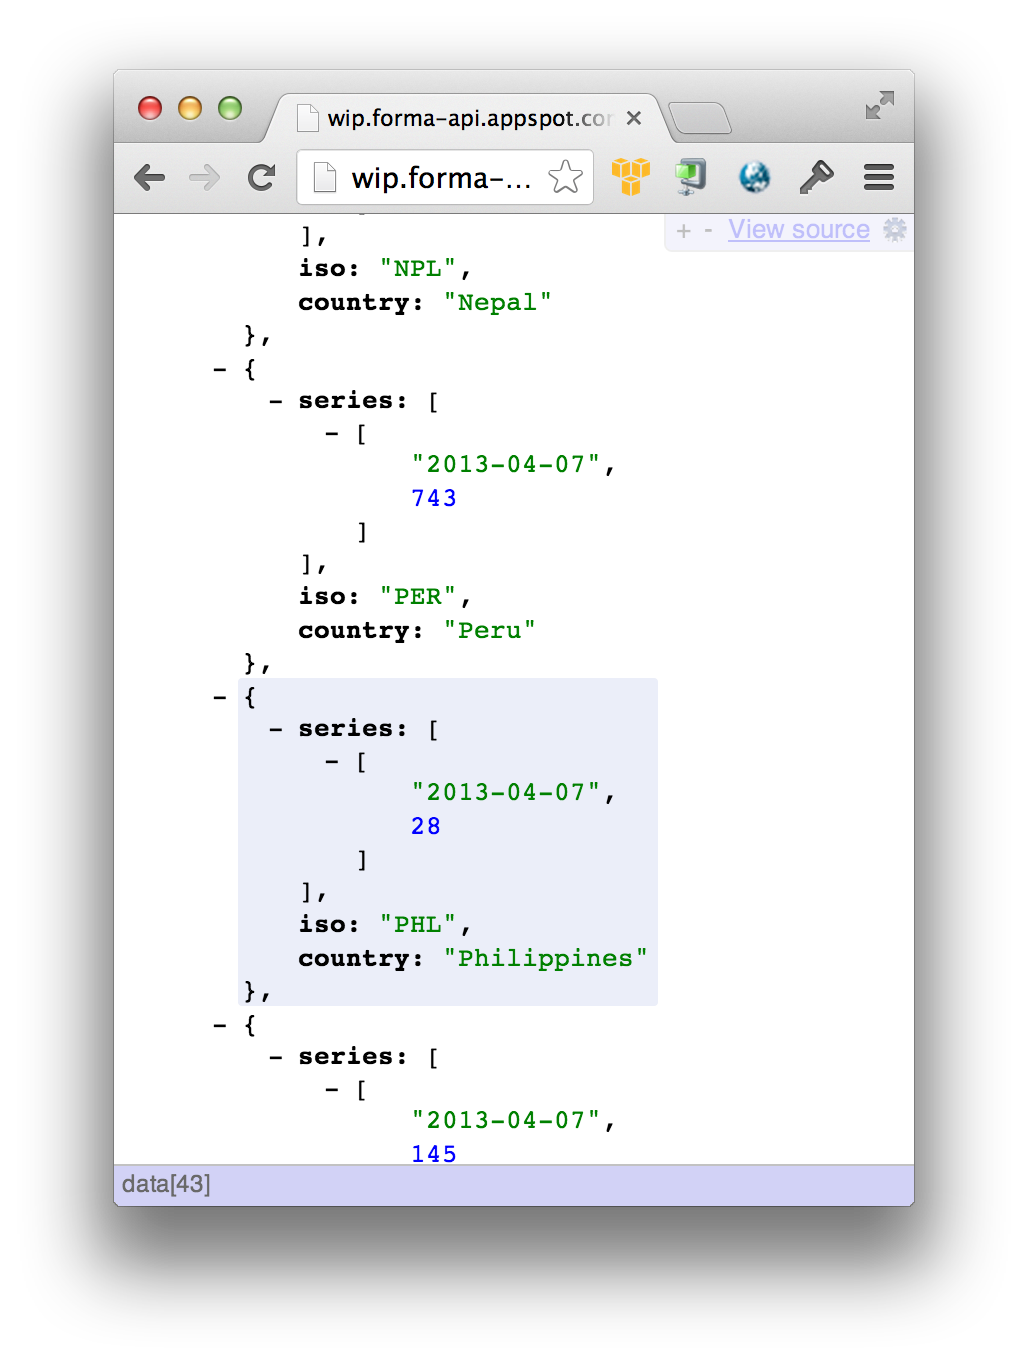 wip.forma-api.appspot.co
wip.forma-...
+ - View source
],
iso: "NPL",
country: "Nepal"
},
- {
- series: [
- [
"2013-04-07",
743
]
],
iso: "PER",
country: "Peru"
},
- {
- series: [
- [
"2013-04-07",
28
]
],
iso: "PHL",
country: "Philippines"
},
- {
- series: [
- [
"2013-04-07",
145
data[43]